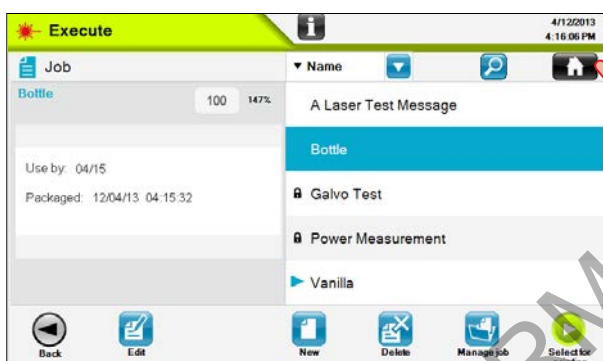 Execute
4/12/2013
4:16:06 PM
Job
Name
Bottle
100 147%
Use by: 04/15
Packaged: 12/04/13 04:15:32
A Laser Test Message
Bottle
Galvo Test
Power Measurement
Vanilla
Back
Edit
New
Delete
Manage job
Select for